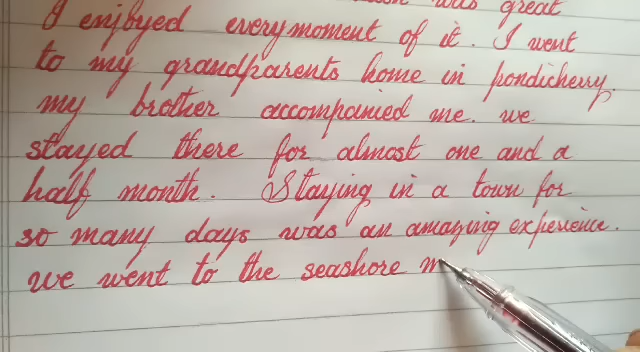 was great
I enjoyed every moment of it. I went
to my grandparents home in pondicherry.
my brother accompanied me. we
stayed there for almost one and a
half month. Staying in a town for
so many days was an amazing experience.
we went to the seashore m